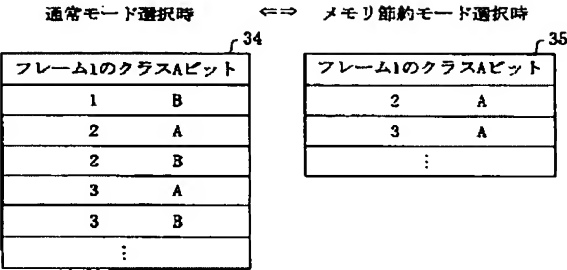 通常モード選択時 ⇐⇒ メモリ節約モード選択時
34 35
フレーム1のクラスAビット フレーム1のクラスAビット
1 B 2 A
2 A 3 A
2 B ⋮
3 A
3 B
⋮